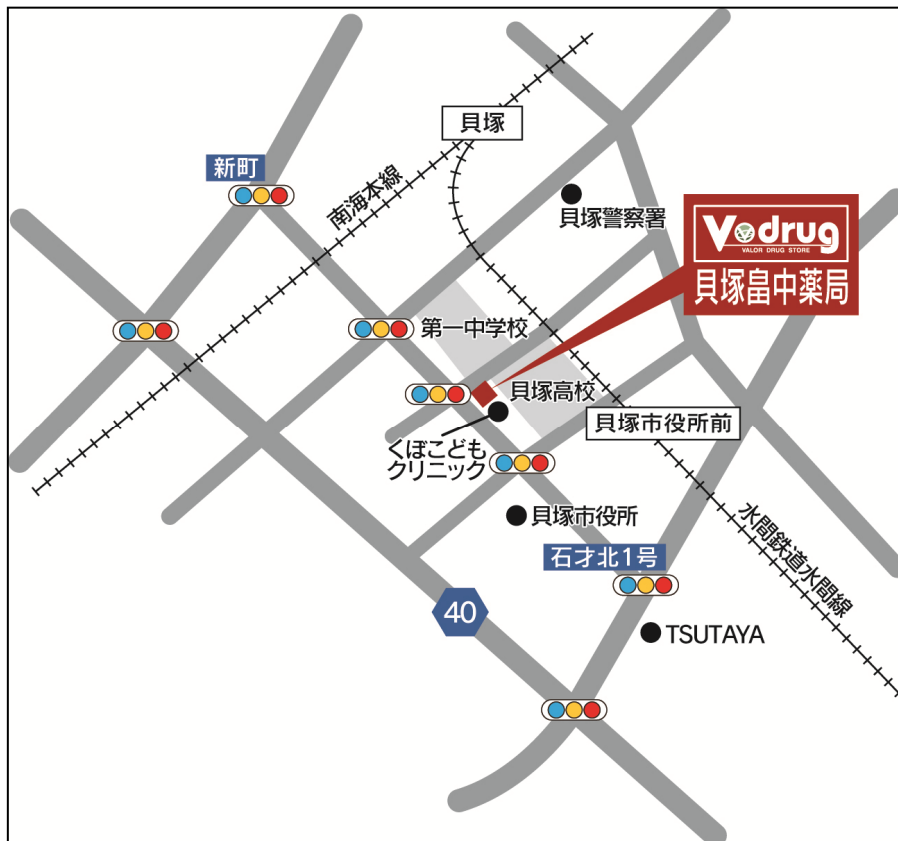 貝塚
新町
南海本線
貝塚警察署
Vdrug
VALOR DRUG STORE
貝塚畠中薬局
第一中学校
貝塚高校
貝塚市役所前
くぼこども
クリニック
貝塚市役所
水間鉄道水間線
石才北1号
40
TSUTAYA